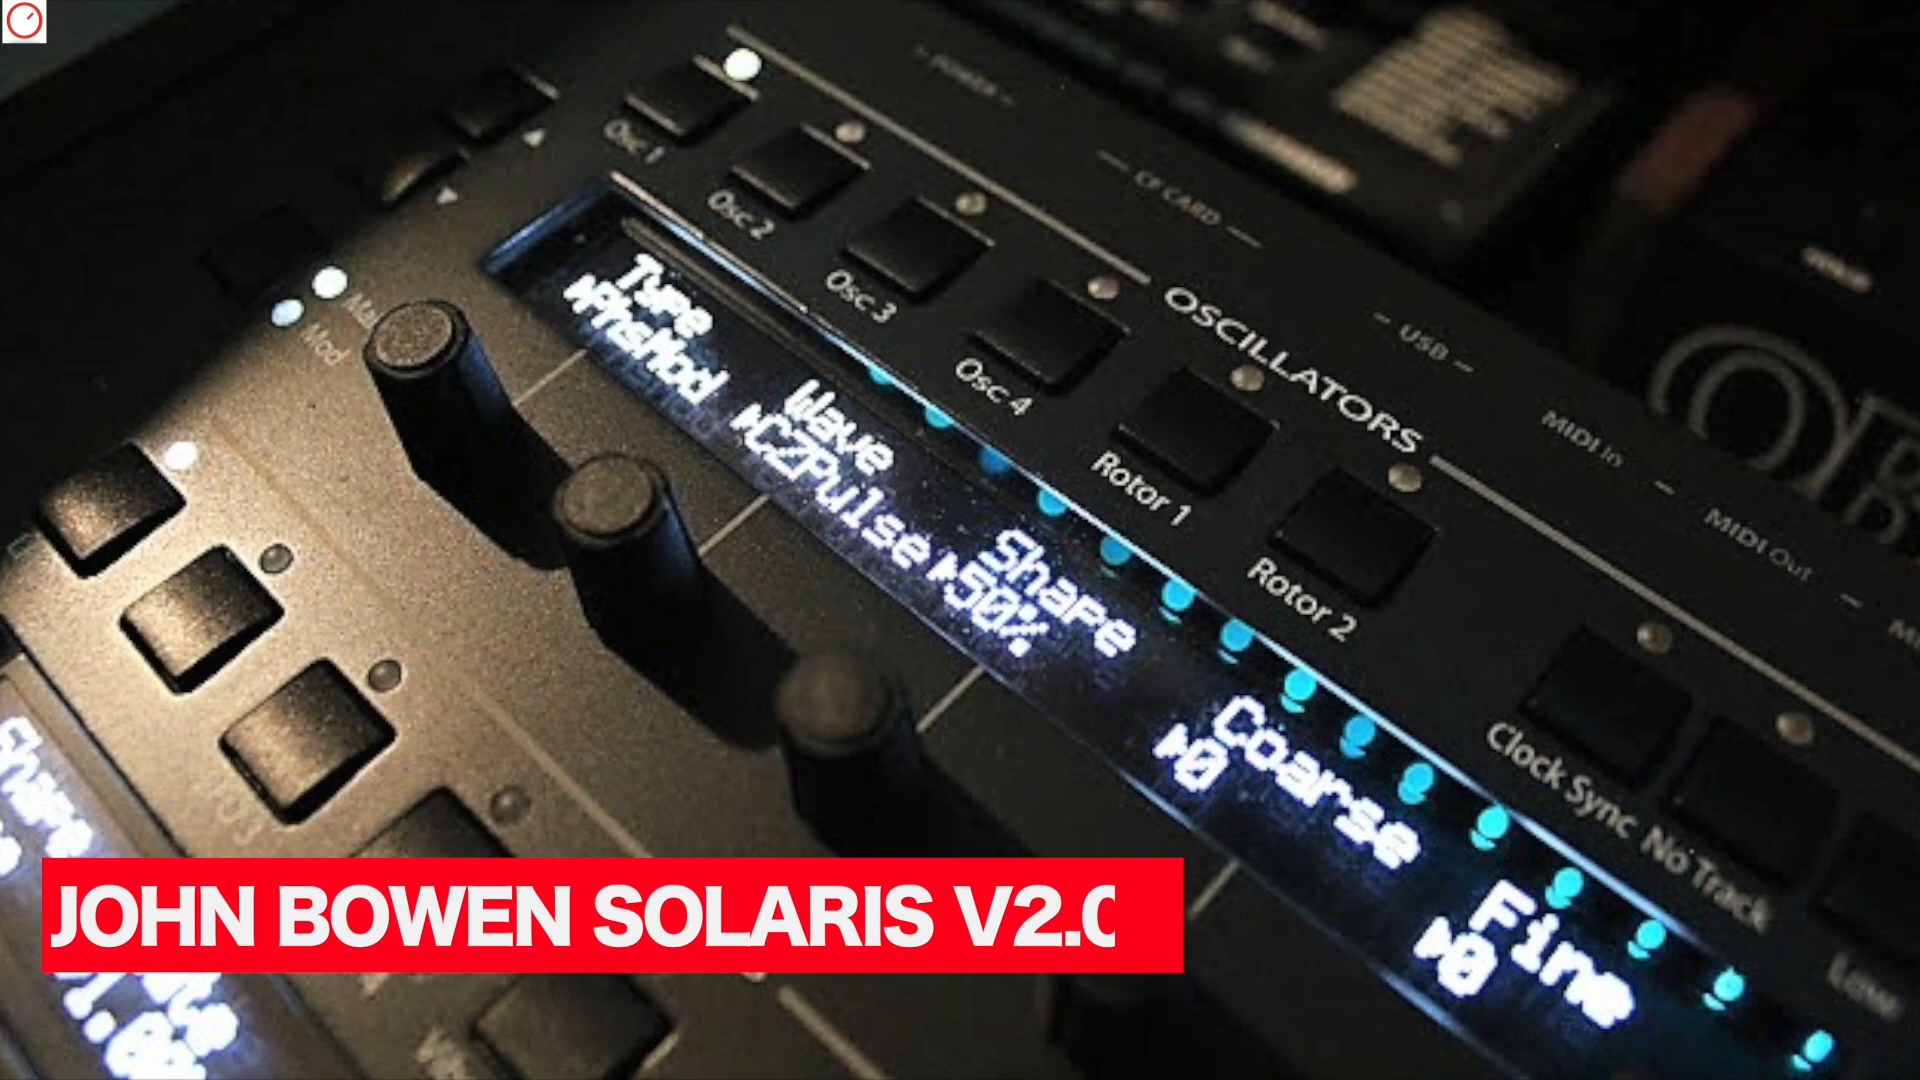 POWER
CF CARD
USB
MIDI In
MIDI Out
OSCILLATORS
Osc 1
Osc 2
Osc 3
Osc 4
Rotor 1
Rotor 2
Clock Sync
No Track
Low
Mod
Type
PhsMod
Wave
CZPulse
Shape
50%
Coarse
0
Fine
0
Shape
JOHN BOWEN SOLARIS V2.0